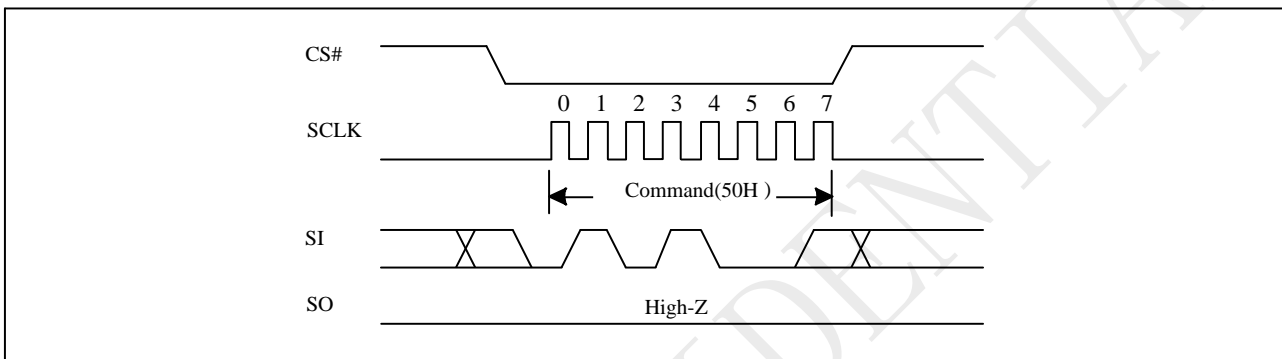 CS#
0 1 2 3 4 5 6 7
SCLK
Command(50H )
SI
SO High-Z